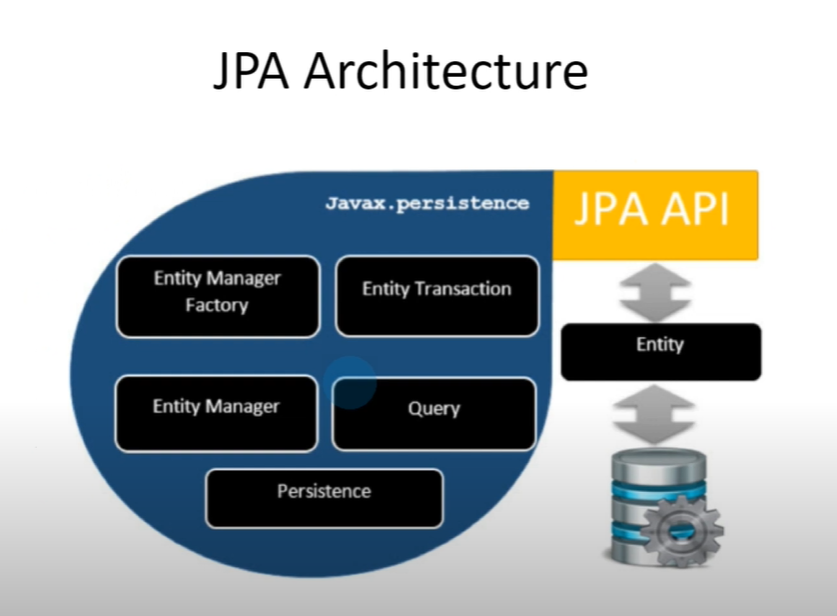 JPA Architecture
Javax.persistence
JPA API
Entity Manager
Factory
Entity Transaction
Entity
Entity Manager
Query
Persistence